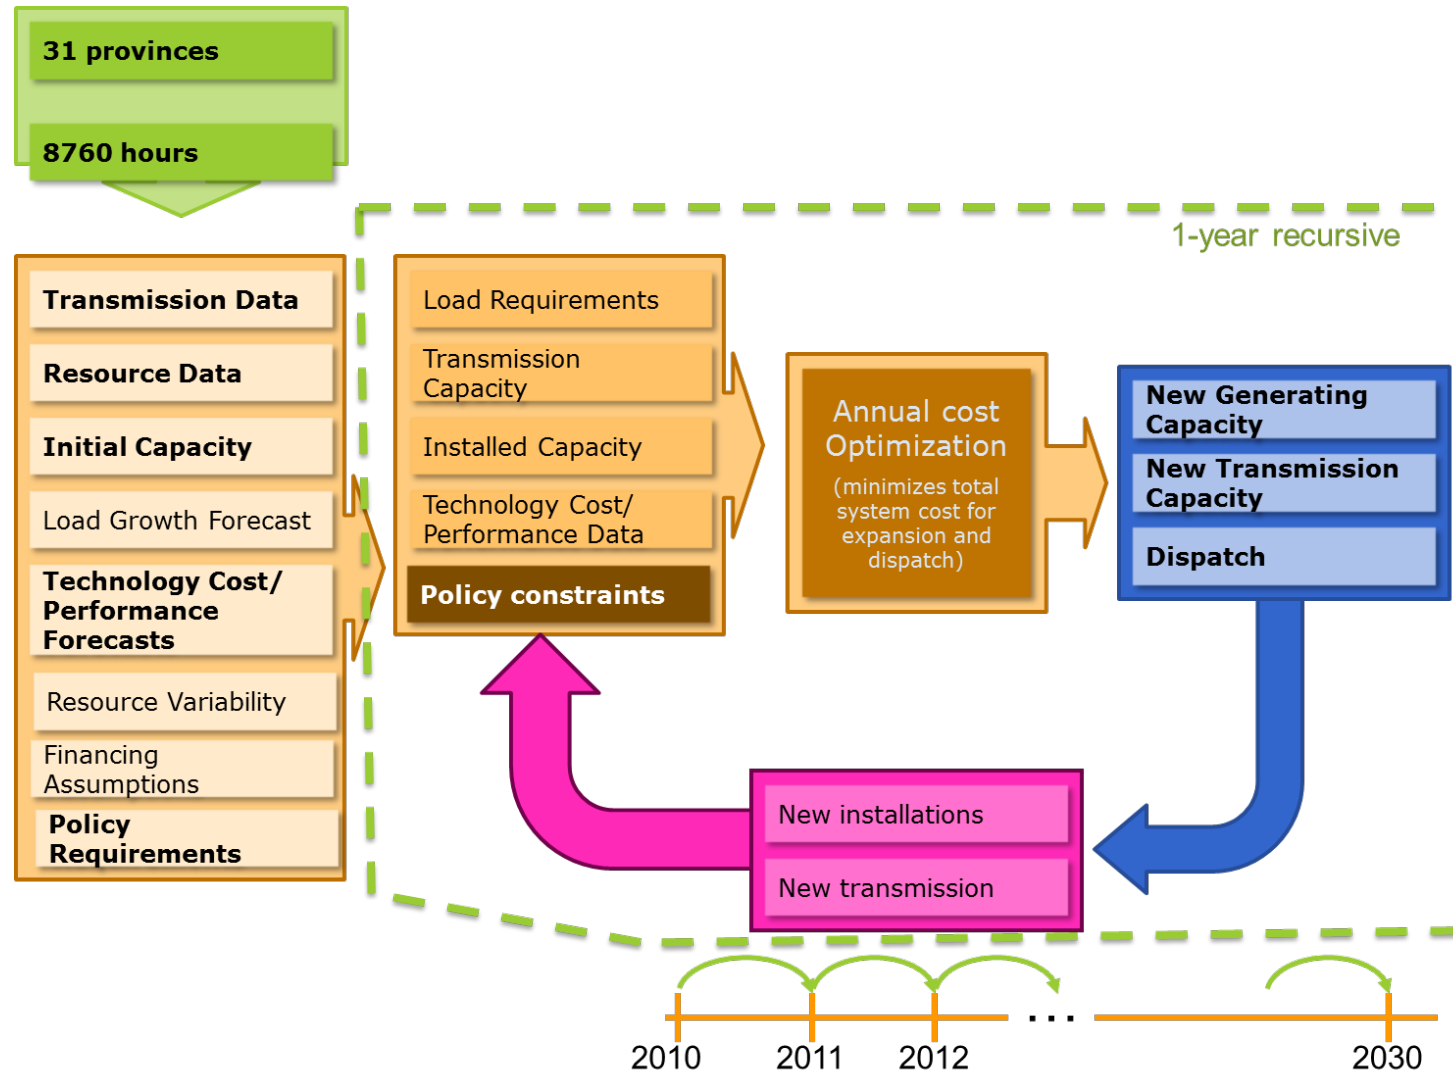 31 provinces
8760 hours
1-year recursive
Transmission Data
Resource Data
Initial Capacity
Load Growth Forecast
Technology Cost/
Performance
Forecasts
Resource Variability
Financing
Assumptions
Policy
Requirements
Load Requirements
Transmission
Capacity
Installed Capacity
Technology Cost/
Performance Data
Policy constraints
Annual cost
Optimization
(minimizes total
system cost for
expansion and
dispatch)
New Generating
Capacity
New Transmission
Capacity
Dispatch
New installations
New transmission
...
2010
2011
2012
2030